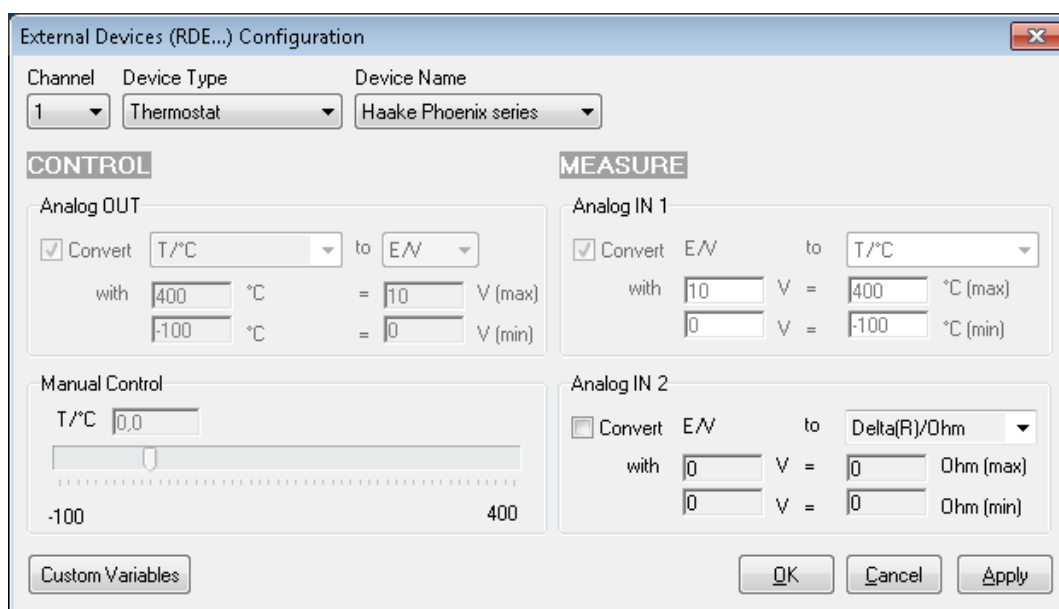 External Devices (RDE...) Configuration
Channel Device Type Device Name
1 Thermostat Haake Phoenix series
CONTROL MEASURE
Analog OUT
Convert T/°C to E/V
with 400 °C = 10 V (max)
-100 °C = 0 V (min)
Analog IN 1
Convert E/V to T/°C
with 10 V = 400 °C (max)
0 V = -100 °C (min)
Manual Control
T/°C 0,0
-100 400
Analog IN 2
Convert E/V to Delta(R)/Ohm
with 0 V = 0 Ohm (max)
0 V = 0 Ohm (min)
Custom Variables OK Cancel Apply